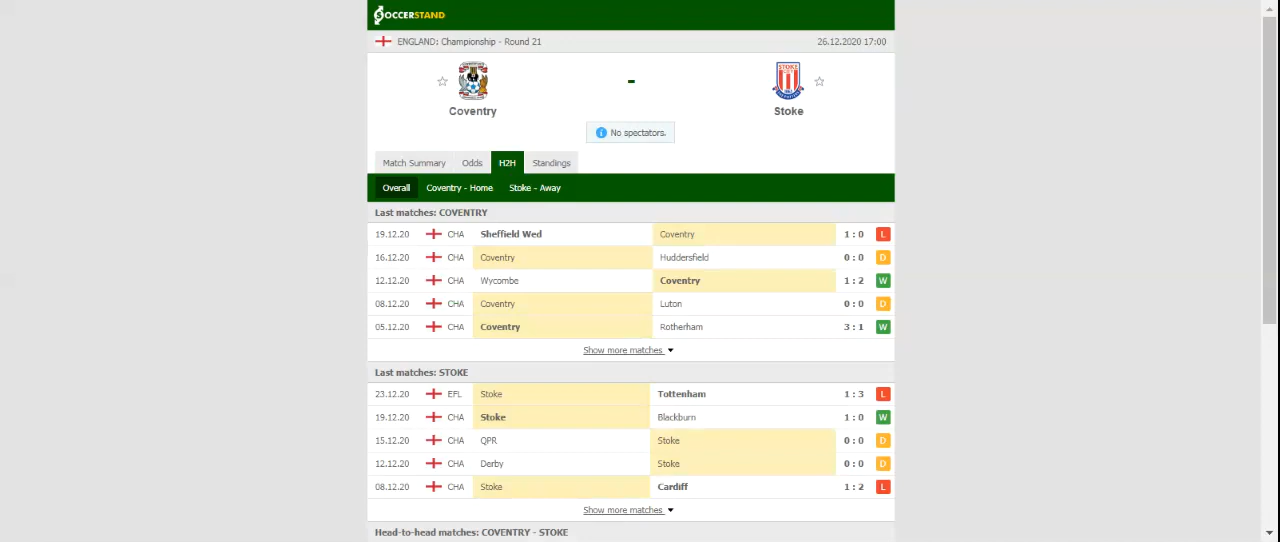 SOCCERSTAND
ENGLAND: Championship - Round 21 26.12.2020 17:00
-
Coventry Stoke
No spectators.
Match Summary Odds H2H Standings
Overall Coventry - Home Stoke - Away
Last matches: COVENTRY
19.12.20 CHA Sheffield Wed Coventry 1 : 0 L
16.12.20 CHA Coventry Huddersfield 0 : 0 D
12.12.20 CHA Wycombe Coventry 1 : 2 W
08.12.20 CHA Coventry Luton 0 : 0 D
05.12.20 CHA Coventry Rotherham 3 : 1 W
Show more matches
Last matches: STOKE
23.12.20 EFL Stoke Tottenham 1 : 3 L
19.12.20 CHA Stoke Blackburn 1 : 0 W
15.12.20 CHA QPR Stoke 0 : 0 D
12.12.20 CHA Derby Stoke 0 : 0 D
08.12.20 CHA Stoke Cardiff 1 : 2 L
Show more matches
Head-to-head matches: COVENTRY - STOKE